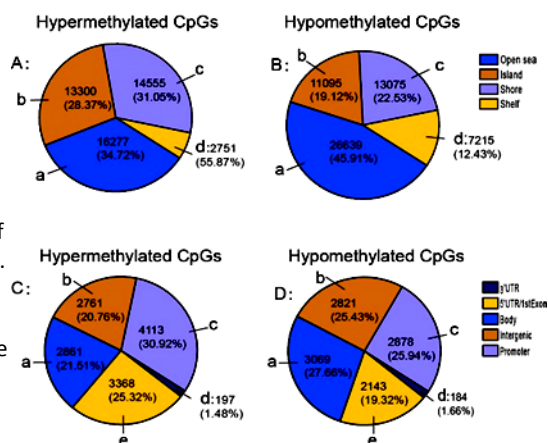 Hypermethylated CpGs
Hypomethylated CpGs
A:
13300
(28.37%)
14555
(31.05%)
16277
(34.72%)
b
c
a
d:2751
(55.87%)
B:
b
11095
(19.12%)
13075
(22.53%)
26639
(45.91%)
c
a
d:7215
(12.43%)
Open sea
Island
Shore
Shelf
f
.
e
Hypermethylated CpGs
Hypomethylated CpGs
C:
b
2761
(20.76%)
4113
(30.92%)
c
a
2861
(21.51%)
3368
(25.32%)
d:197
(1.48%)
e
D:
b
2821
(25.43%)
2878
(25.94%)
c
a
3069
(27.66%)
2143
(19.32%)
d:184
(1.66%)
e
3'UTR
5'UTR/1stExon
Body
Intergenic
Promoter